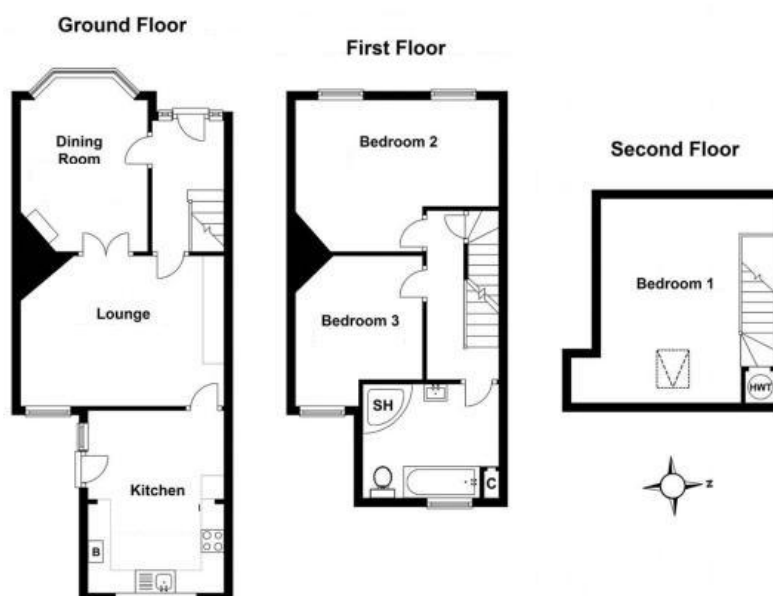 Ground Floor
First Floor
Second Floor
Dining
Room
Lounge
Kitchen
B
Bedroom 2
Bedroom 3
SH
C
Bedroom 1
HWT
N